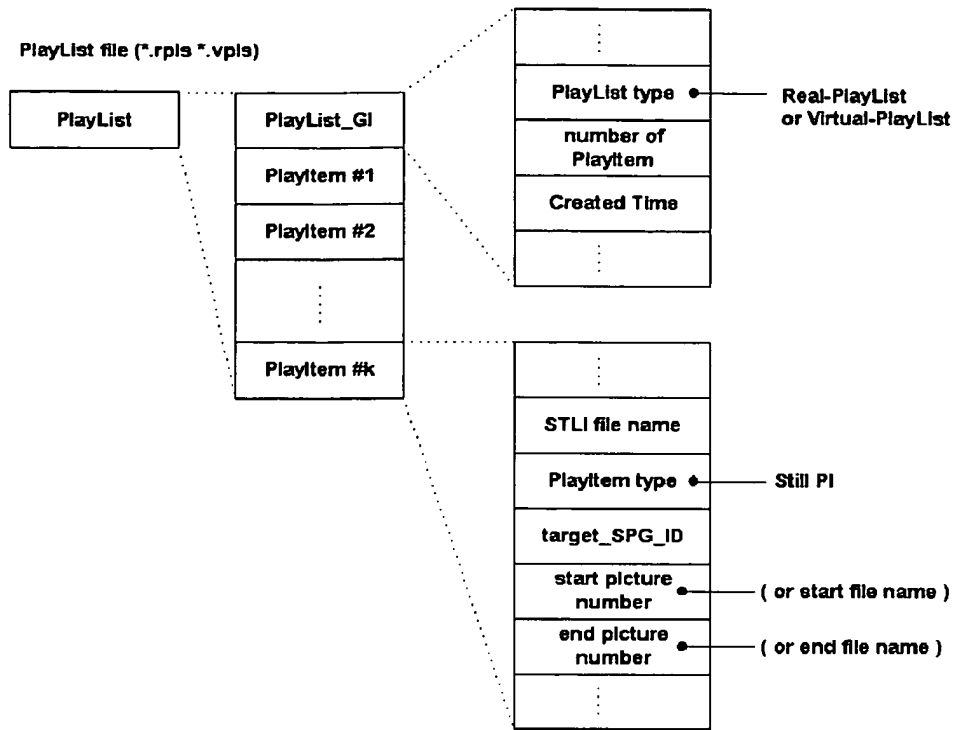 PlayList file (*.rpls *.vpls)
PlayList
PlayList_GI
PlayItem #1
PlayItem #2
PlayItem #k
PlayList type
Real-PlayList
or Virtual-PlayList
number of
PlayItem
Created Time
STLI file name
PlayItem type
Still PI
target_SPG_ID
start picture
number
( or start file name )
end picture
number
( or end file name )